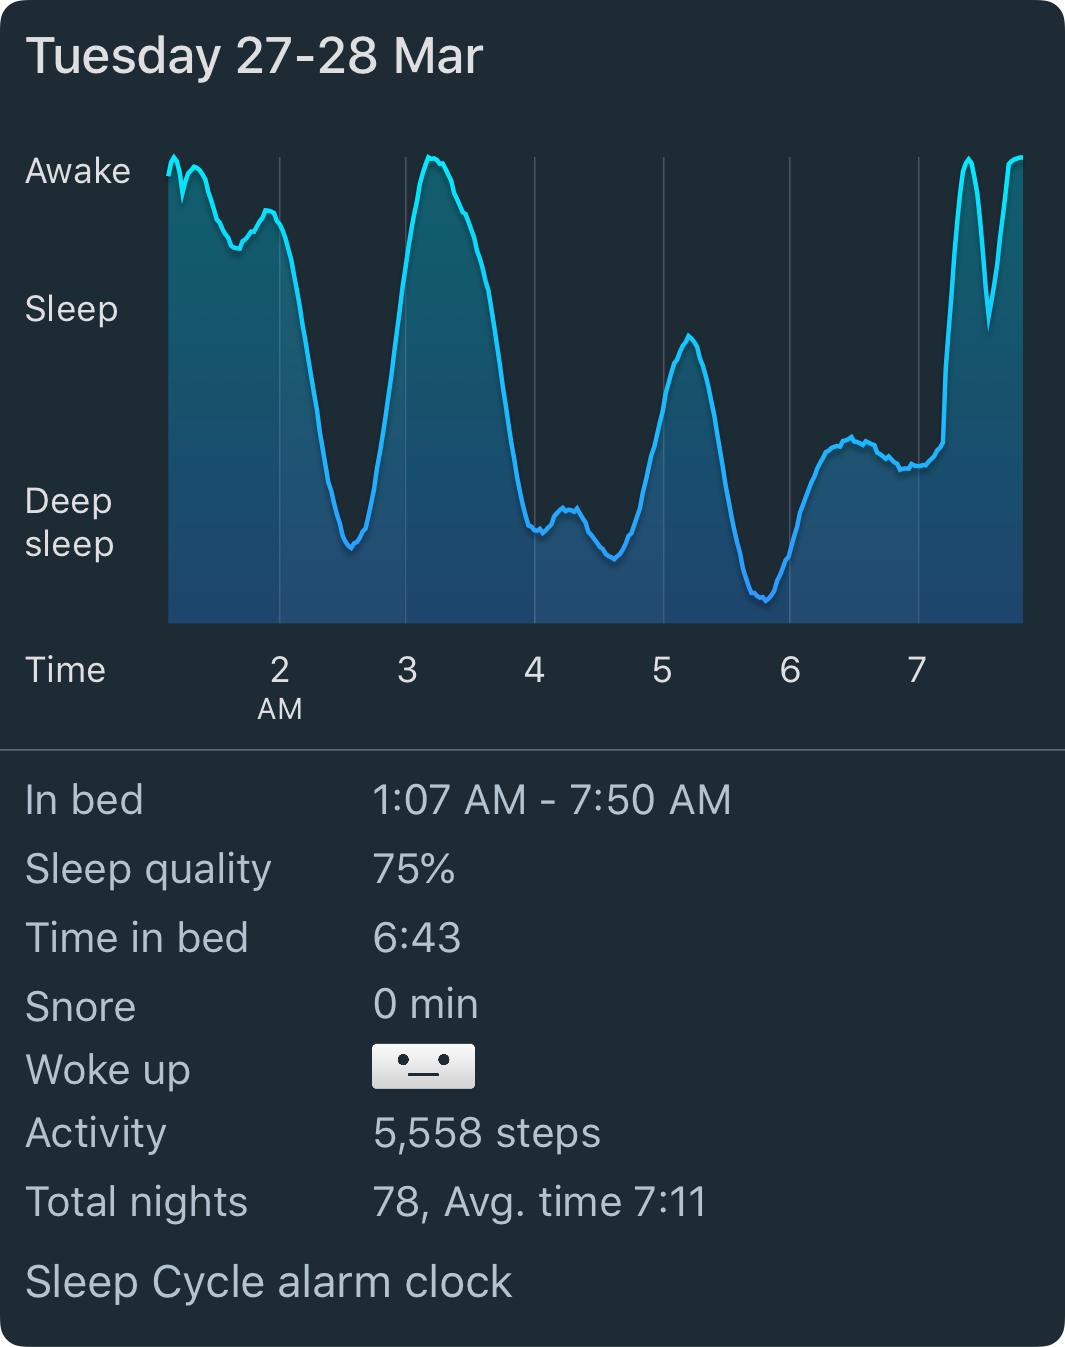 Tuesday 27-28 Mar
Awake
Sleep
Deep
sleep
Time 2 3 4 5 6 7
AM
In bed 1:07 AM - 7:50 AM
Sleep quality 75%
Time in bed 6:43
Snore 0 min
Woke up
Activity 5,558 steps
Total nights 78, Avg. time 7:11
Sleep Cycle alarm clock